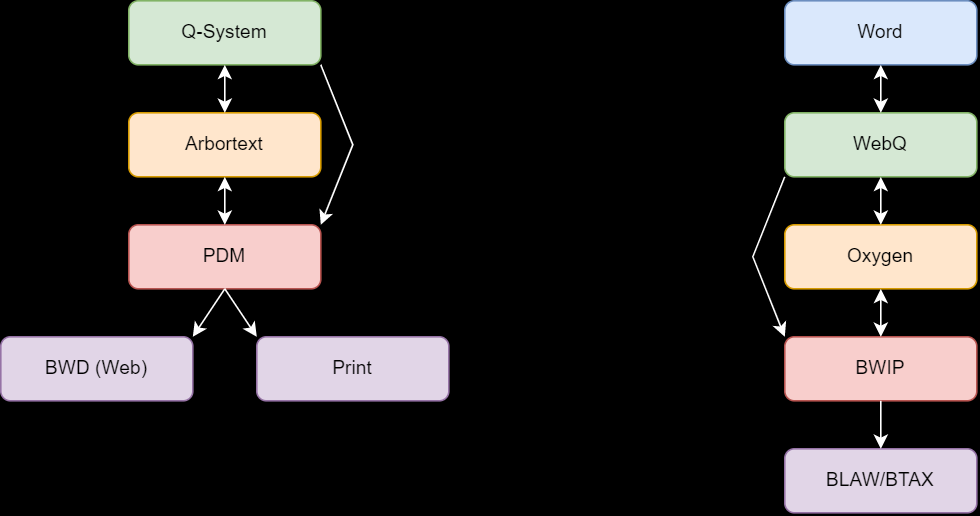 Q-System
Arbortext
PDM
BWD (Web)
Print
Word
WebQ
Oxygen
BWIP
BLAW/BTAX